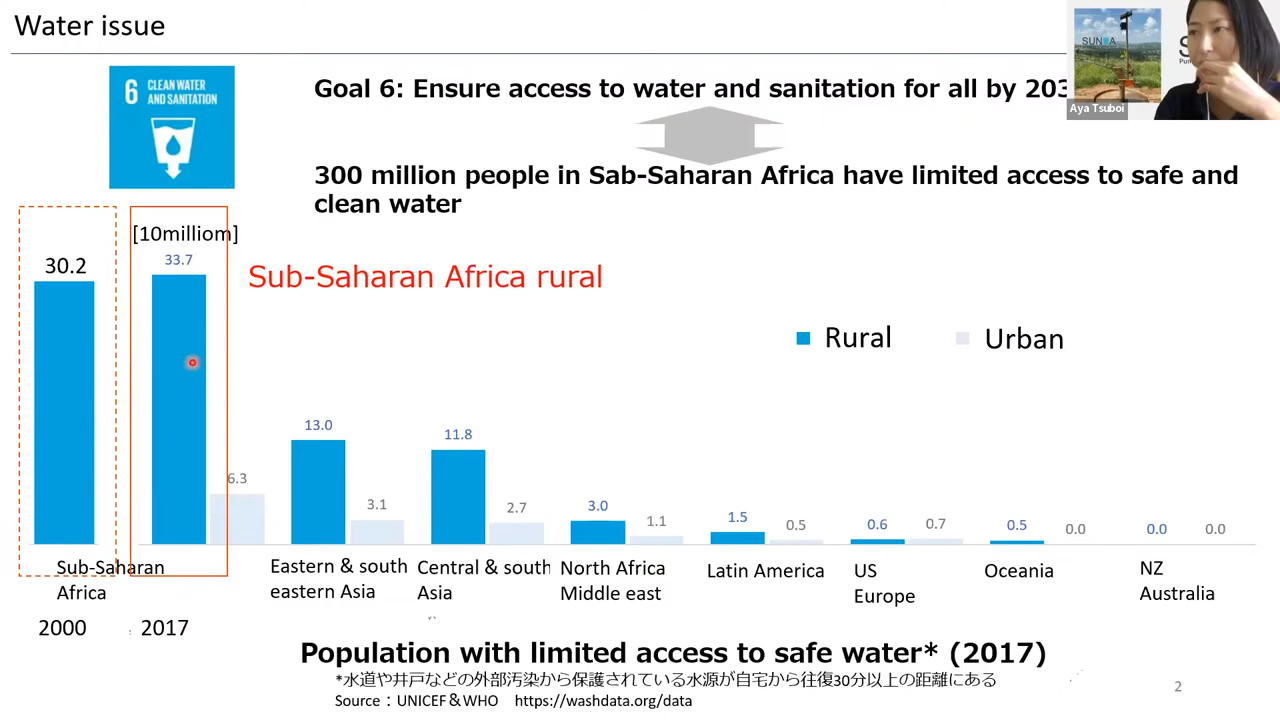 Water issue
6 CLEAN WATER
AND SANITATION
Goal 6: Ensure access to water and sanitation for all by 203
SUN
Aya Tsuboi
300 million people in Sab-Saharan Africa have limited access to safe and
clean water
[10milliom]
30.2
33.7
Sub-Saharan Africa rural
Rural
Urban
6.3
13.0
3.1
11.8
2.7
3.0
1.1
1.5
0.5
0.6
0.7
0.5
0.0
0.0
0.0
Sub-Saharan
Africa
Eastern & south
eastern Asia
Central & south
Asia
North Africa
Middle east
Latin America
US
Europe
Oceania
NZ
Australia
2000
2017
Population with limited access to safe water* (2017)
*水道や井戸などの外部汚染から保護されている水源が自宅から往復30分以上の距離にある
Source：UNICEF＆WHO https://washdata.org/data
2